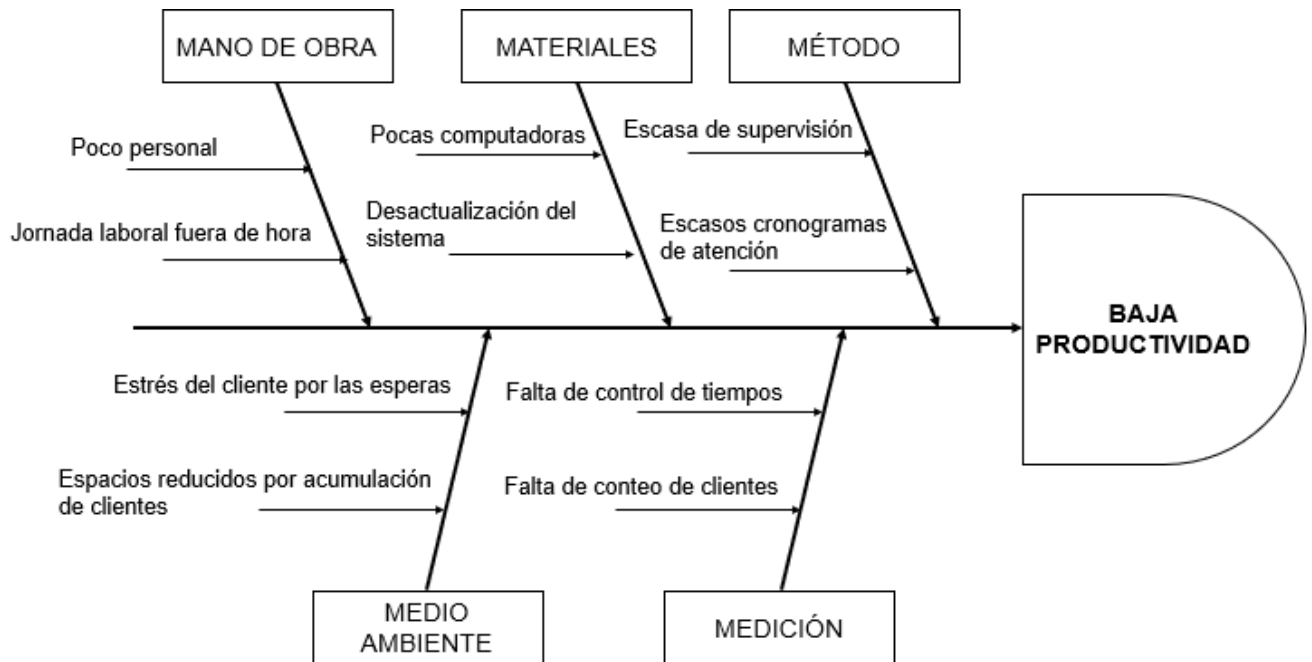 MANO DE OBRA
MATERIALES
MÉTODO
Poco personal
Jornada laboral fuera de hora
Pocas computadoras
Desactualización del
sistema
Escasa de supervisión
Escasos cronogramas
de atención
BAJA
PRODUCTIVIDAD
Estrés del cliente por las esperas
Espacios reducidos por acumulación
de clientes
Falta de control de tiempos
Falta de conteo de clientes
MEDIO
AMBIENTE
MEDICIÓN